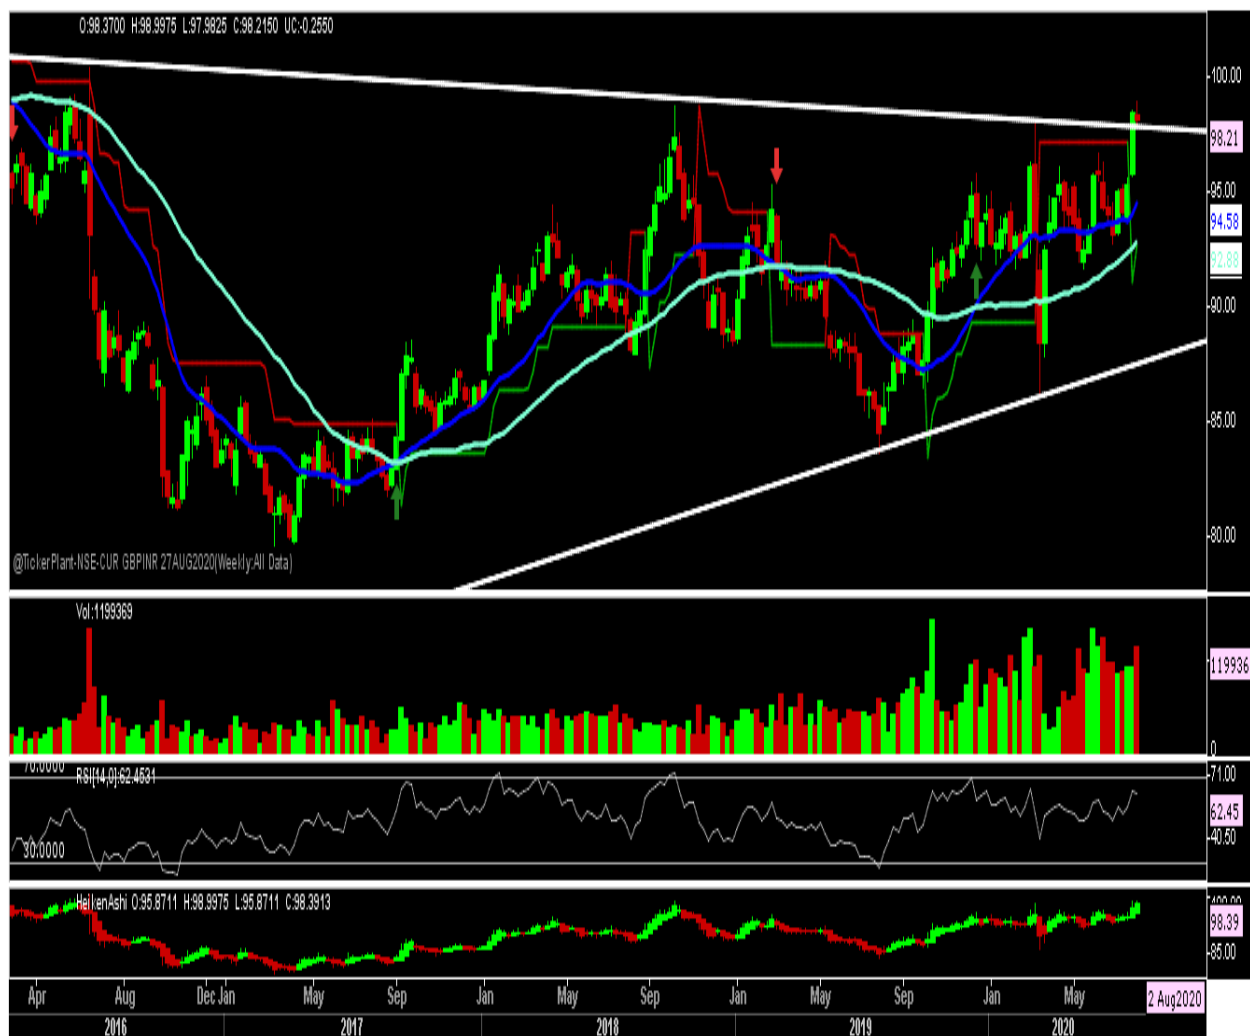 O:98.3700 H:98.9975 L:97.9825 C:98.2150 UC:-0.2550
100.00
98.21
95.00
94.58
92.88
90.00
85.00
80.00
@TickerPlant-NSE-CUR GBPINR 27AUG2020(Weekly:All Data)
Vol:1199369
119936
0
70.0000
RSI[14,0]:62.4531
71.00
62.45
40.50
30.0000
HeikenAshi O:95.8711 H:98.9975 L:95.8711 C:98.3913
100.00
98.39
85.00
Apr Aug Dec Jan May Sep Jan May Sep Jan May Sep Jan May 2 Aug2020
2016 2017 2018 2019 2020